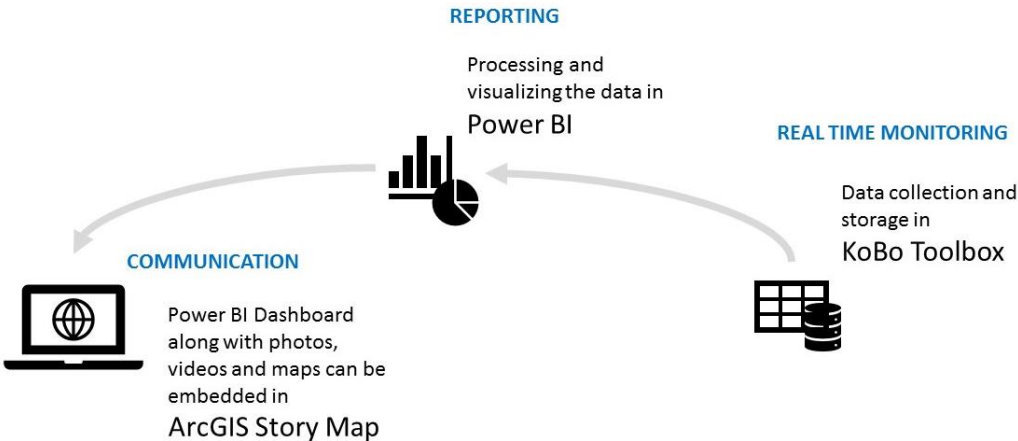 REPORTING
Processing and
visualizing the data in
Power BI
REAL TIME MONITORING
Data collection and
storage in
KoBo Toolbox
COMMUNICATION
Power BI Dashboard
along with photos,
videos and maps can be
embedded in
ArcGIS Story Map